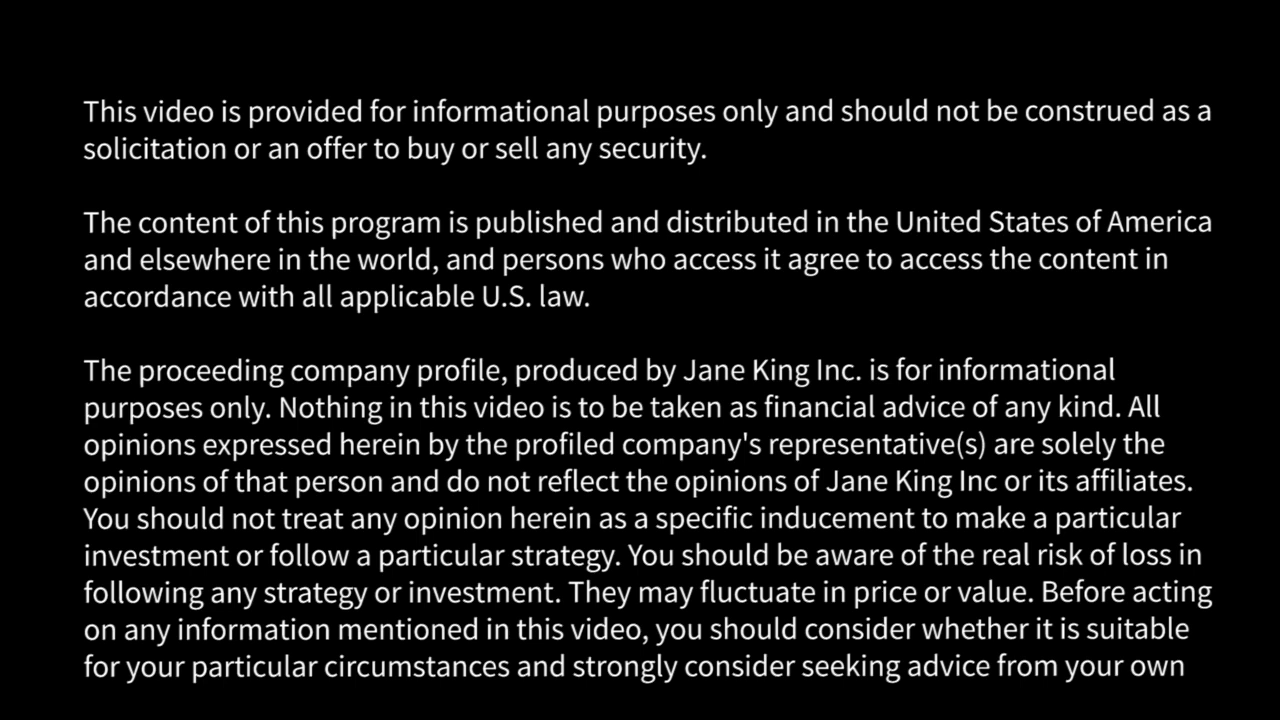 This video is provided for informational purposes only and should not be construed as a
solicitation or an offer to buy or sell any security.
The content of this program is published and distributed in the United States of America
and elsewhere in the world, and persons who access it agree to access the content in
accordance with all applicable U.S. law.
The proceeding company profile, produced by Jane King Inc. is for informational
purposes only. Nothing in this video is to be taken as financial advice of any kind. All
opinions expressed herein by the profiled company's representative(s) are solely the
opinions of that person and do not reflect the opinions of Jane King Inc or its affiliates.
You should not treat any opinion herein as a specific inducement to make a particular
investment or follow a particular strategy. You should be aware of the real risk of loss in
following any strategy or investment. They may fluctuate in price or value. Before acting
on any information mentioned in this video, you should consider whether it is suitable
for your particular circumstances and strongly consider seeking advice from your own